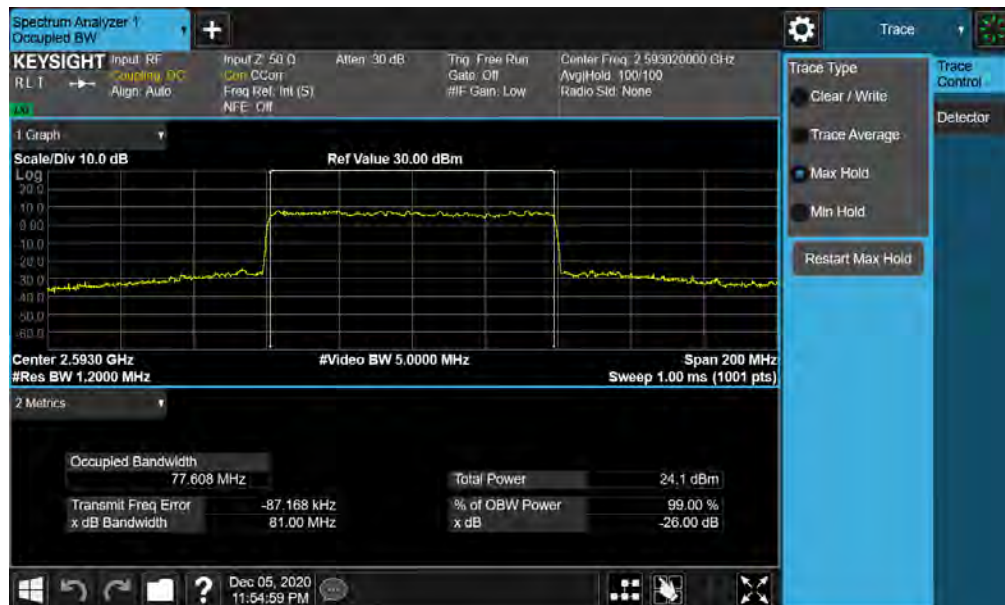 Spectrum Analyzer 1
Occupied BW
+
Trace
KEYSIGHT
RLT
Input: RF
Coupling: DC
Align: Auto
Input Z: 50 Ω
Corr CCorr
Freq Ref: Int (S)
NFE: Off
Atten: 30 dB
Trig: Free Run
Gate: Off
#IF Gain: Low
Center Freq: 2.593020000 GHz
Avg|Hold: 100/100
Radio Std: None
Trace Type
Clear / Write
Trace Average
Max Hold
Min Hold
Restart Max Hold
Trace
Control
Detector
1 Graph
Scale/Div 10.0 dB
Ref Value 30.00 dBm
Log
20.0
10.0
0.00
-10.0
-20.0
-30.0
-40.0
-50.0
-60.0
Center 2.5930 GHz
#Video BW 5.0000 MHz
Span 200 MHz
#Res BW 1.2000 MHz
Sweep 1.00 ms (1001 pts)
2 Metrics
Occupied Bandwidth
77.608 MHz
Total Power
24.1 dBm
Transmit Freq Error
-87.168 kHz
% of OBW Power
99.00 %
x dB Bandwidth
81.00 MHz
x dB
-26.00 dB
?
Dec 05, 2020
11:54:59 PM